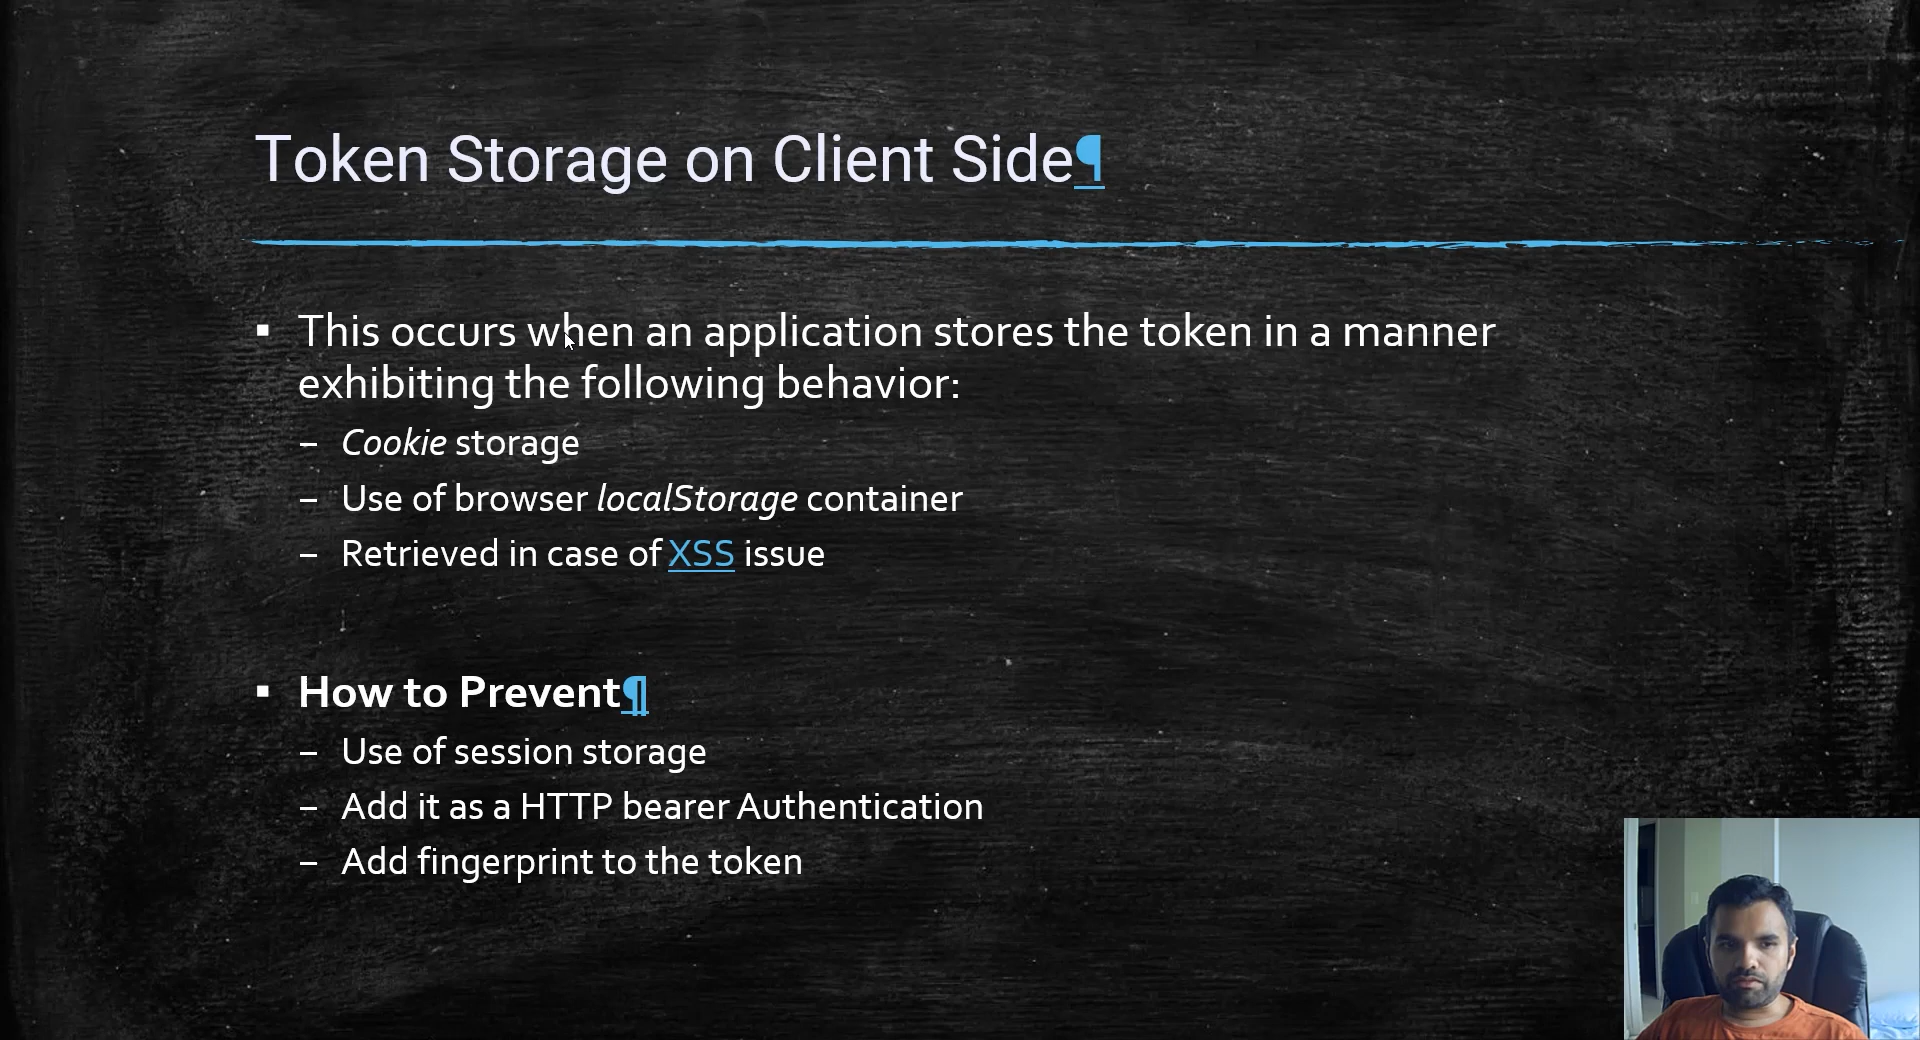 Token Storage on Client Side¶
▪ This occurs when an application stores the token in a manner
exhibiting the following behavior:
– Cookie storage
– Use of browser localStorage container
– Retrieved in case of XSS issue
▪ How to Prevent¶
– Use of session storage
– Add it as a HTTP bearer Authentication
– Add fingerprint to the token